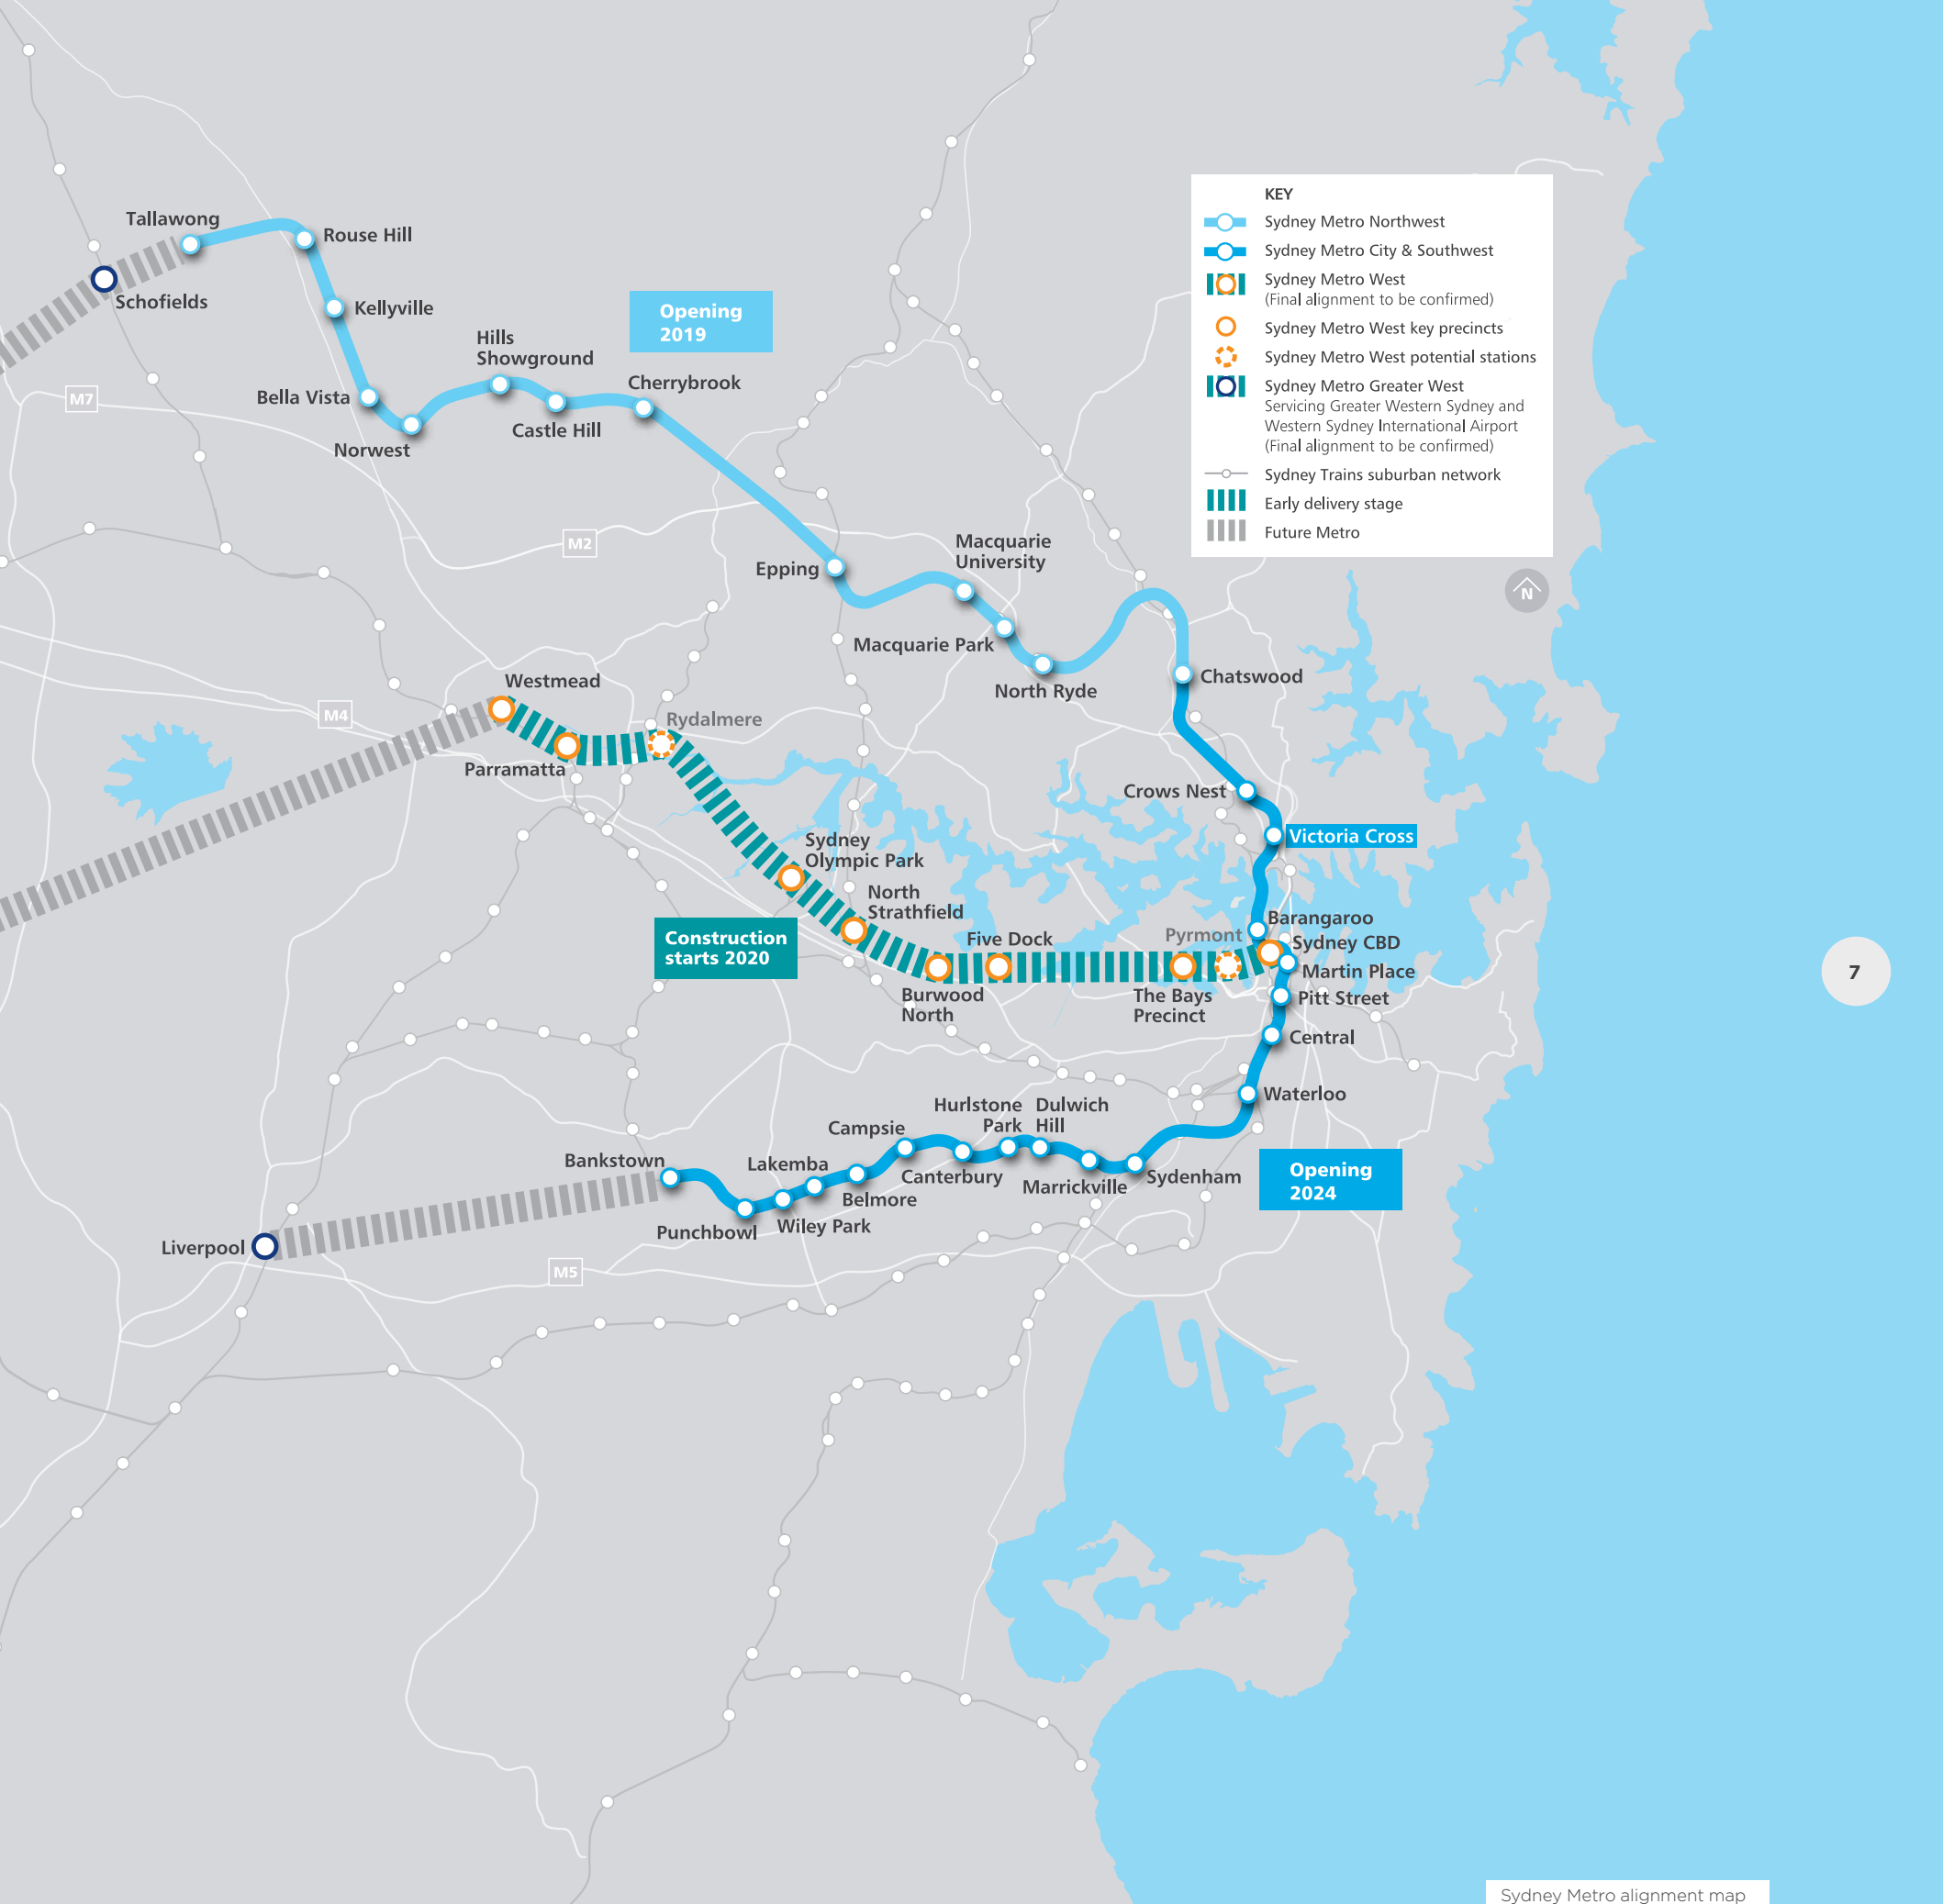 KEY
Sydney Metro Northwest
Sydney Metro City & Southwest
Sydney Metro West
(Final alignment to be confirmed)
Sydney Metro West key precincts
Sydney Metro West potential stations
Sydney Metro Greater West
Servicing Greater Western Sydney and
Western Sydney International Airport
(Final alignment to be confirmed)
Sydney Trains suburban network
Early delivery stage
Future Metro
N
Tallawong
Rouse Hill
Schofields
Kellyville
Opening
2019
Hills
Showground
Cherrybrook
Bella Vista
M7
Castle Hill
Norwest
M2
Macquarie
University
Epping
Macquarie Park
Chatswood
North Ryde
Westmead
M4
Rydalmere
Parramatta
Crows Nest
Victoria Cross
Sydney
Olympic Park
North
Strathfield
Barangaroo
Construction
starts 2020
Five Dock
Pyrmont
Sydney CBD
Martin Place
7
Burwood
North
The Bays
Precinct
Pitt Street
Central
Waterloo
Hurlstone
Park
Dulwich
Hill
Campsie
Bankstown
Lakemba
Canterbury
Sydenham
Opening
2024
Marrickville
Belmore
Wiley Park
Punchbowl
Liverpool
M5
Sydney Metro alignment map